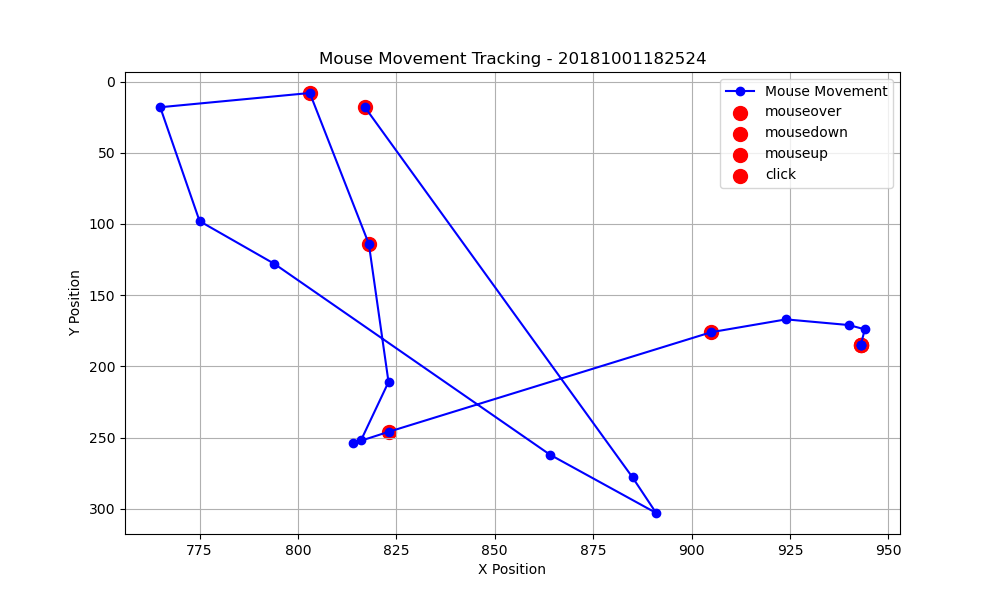 Mouse Movement Tracking - 20181001182524
Mouse Movement
mouseover
mousedown
mouseup
click
Y Position
0
50
100
150
200
250
300
775
800
825
850
875
900
925
950
X Position